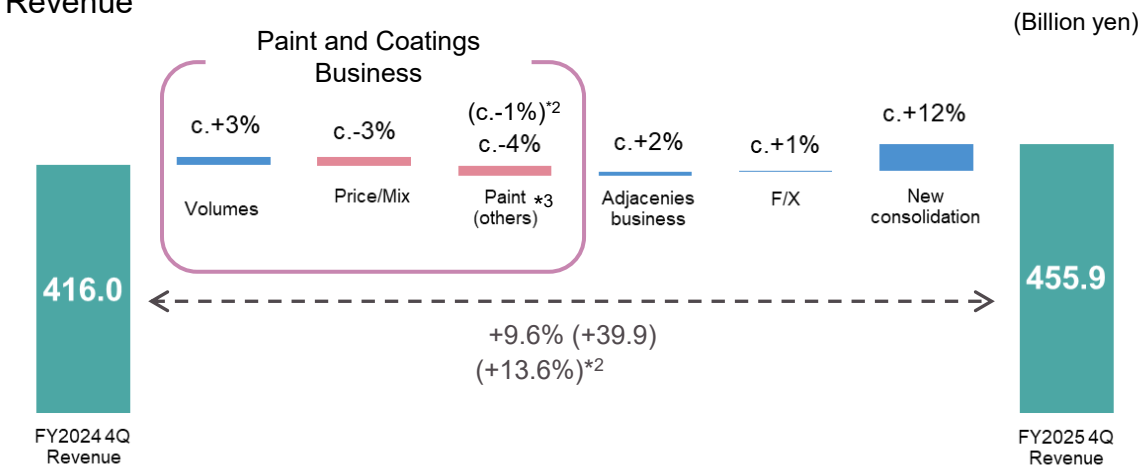 Revenue
(Billion yen)
Paint and Coatings
Business
c.+3%
Volumes
c.-3%
Price/Mix
(c.-1%)*2
c.-4%
Paint *3
(others)
c.+2%
Adjacenies
business
c.+1%
F/X
c.+12%
New
consolidation
416.0
455.9
+9.6% (+39.9)
(+13.6%)*2
FY2024 4Q
Revenue
FY2025 4Q
Revenue